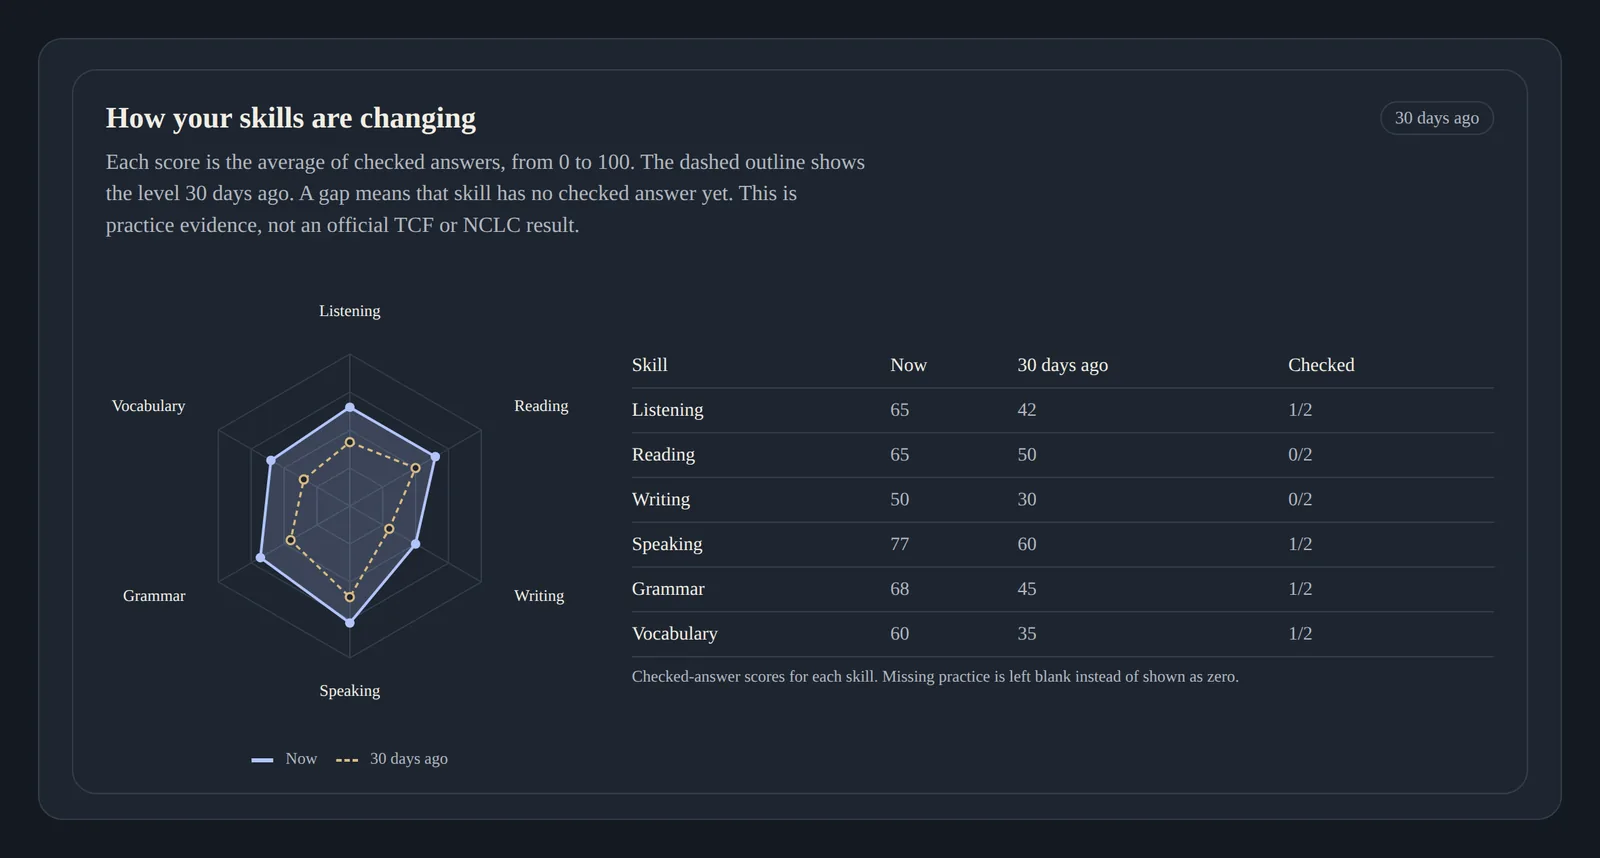 How your skills are changing
30 days ago
Each score is the average of checked answers, from 0 to 100. The dashed outline shows
the level 30 days ago. A gap means that skill has no checked answer yet. This is
practice evidence, not an official TCF or NCLC result.
Listening
Vocabulary
Reading
Grammar
Writing
Speaking
Now 30 days ago
Skill Now 30 days ago Checked
Listening 65 42 1/2
Reading 65 50 0/2
Writing 50 30 0/2
Speaking 77 60 1/2
Grammar 68 45 1/2
Vocabulary 60 35 1/2
Checked-answer scores for each skill. Missing practice is left blank instead of shown as zero.